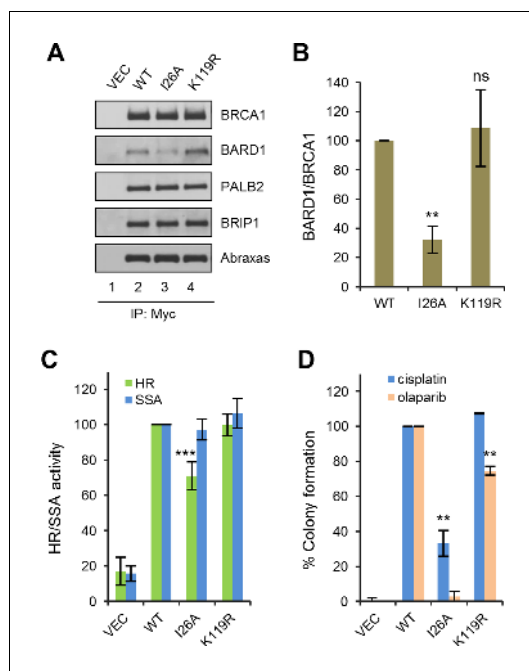 A
VEC
WT
I26A
K119R
BRCA1
BARD1
PALB2
BRIP1
Abraxas
1 2 3 4
IP: Myc
B
BARD1/BRCA1
140
120
100
80
60
40
20
0
**
ns
WT I26A K119R
C
HR
SSA
HR/SSA activity
120
100
80
60
40
20
0
***
VEC
WT
I26A
K119R
D
cisplatin
olaparib
% Colony formation
120
100
80
60
40
20
0
**
**
VEC
WT
I26A
K119R